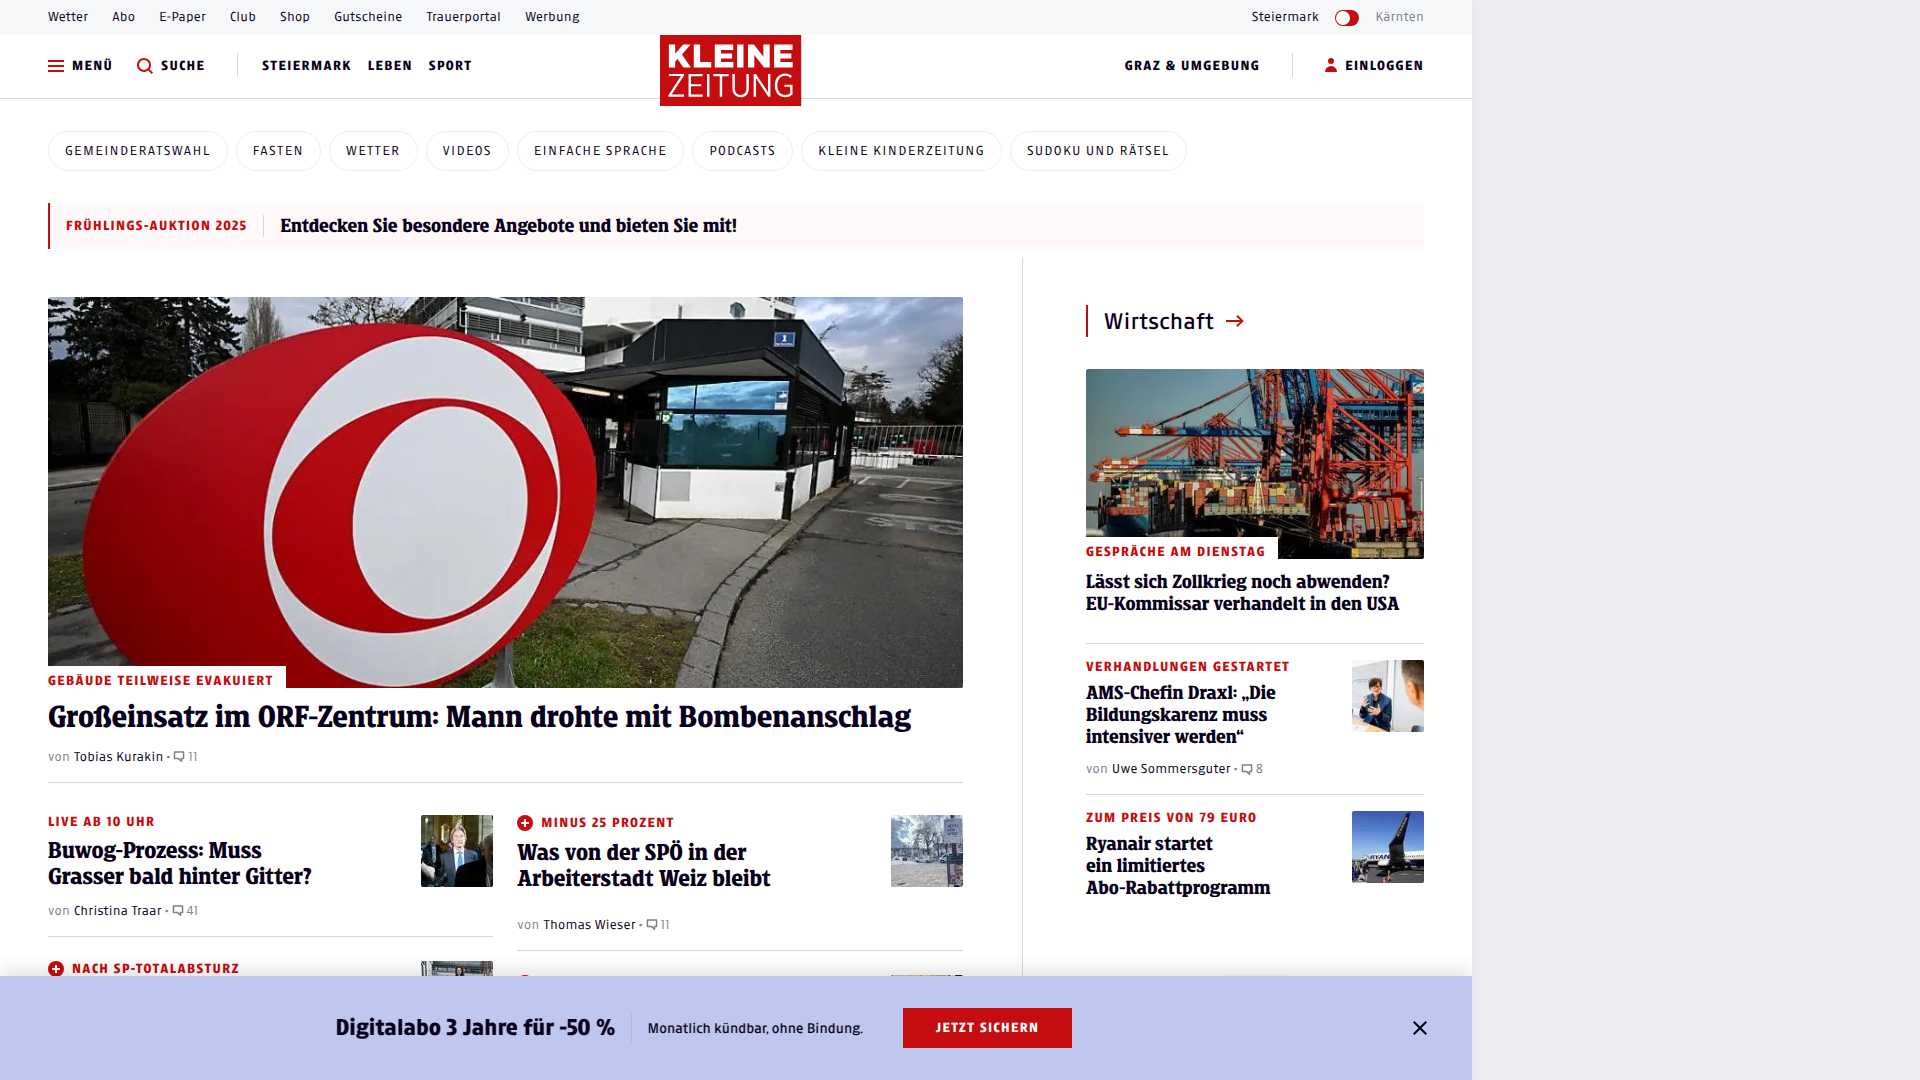 Wetter Abo E-Paper Club Shop Gutscheine Trauerportal Werbung Steiermark Kärnten
MENÜ SUCHE STEIERMARK LEBEN SPORT
KLEINE
ZEITUNG
GRAZ & UMGEBUNG EINLOGGEN
GEMEINDERATSWAHL FASTEN WETTER VIDEOS EINFACHE SPRACHE PODCASTS KLEINE KINDERZEITUNG SUDOKU UND RÄTSEL
FRÜHLINGS-AUKTION 2025 Entdecken Sie besondere Angebote und bieten Sie mit!
GEBÄUDE TEILWEISE EVAKUIERT
Großeinsatz im ORF-Zentrum: Mann drohte mit Bombenanschlag
von Tobias Kurakin • 11
LIVE AB 10 UHR
Buwog-Prozess: Muss
Grasser bald hinter Gitter?
von Christina Traar • 41
NACH SP-TOTALABSTURZ
MINUS 25 PROZENT
Was von der SPÖ in der
Arbeiterstadt Weiz bleibt
von Thomas Wieser • 11
Wirtschaft
GESPRÄCHE AM DIENSTAG
Lässt sich Zollkrieg noch abwenden?
EU-Kommissar verhandelt in den USA
VERHANDLUNGEN GESTARTET
AMS-Chefin Draxl: „Die
Bildungskarenz muss
intensiver werden“
von Uwe Sommersguter • 8
ZUM PREIS VON 79 EURO
Ryanair startet
ein limitiertes
Abo-Rabattprogramm
Digitalabo 3 Jahre für -50 % Monatlich kündbar, ohne Bindung. JETZT SICHERN